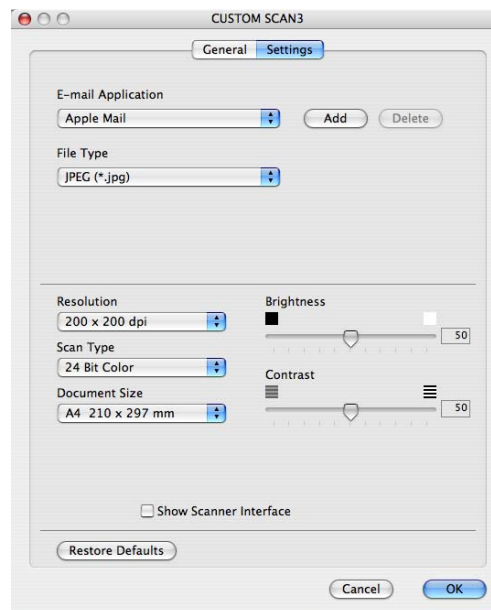 CUSTOM SCAN3
General Settings
E-mail Application
Apple Mail Add Delete
File Type
JPEG (*.jpg)
Resolution Brightness
200 x 200 dpi 50
Scan Type
24 Bit Color
Contrast
Document Size
A4 210 x 297 mm 50
Show Scanner Interface
Restore Defaults
Cancel OK